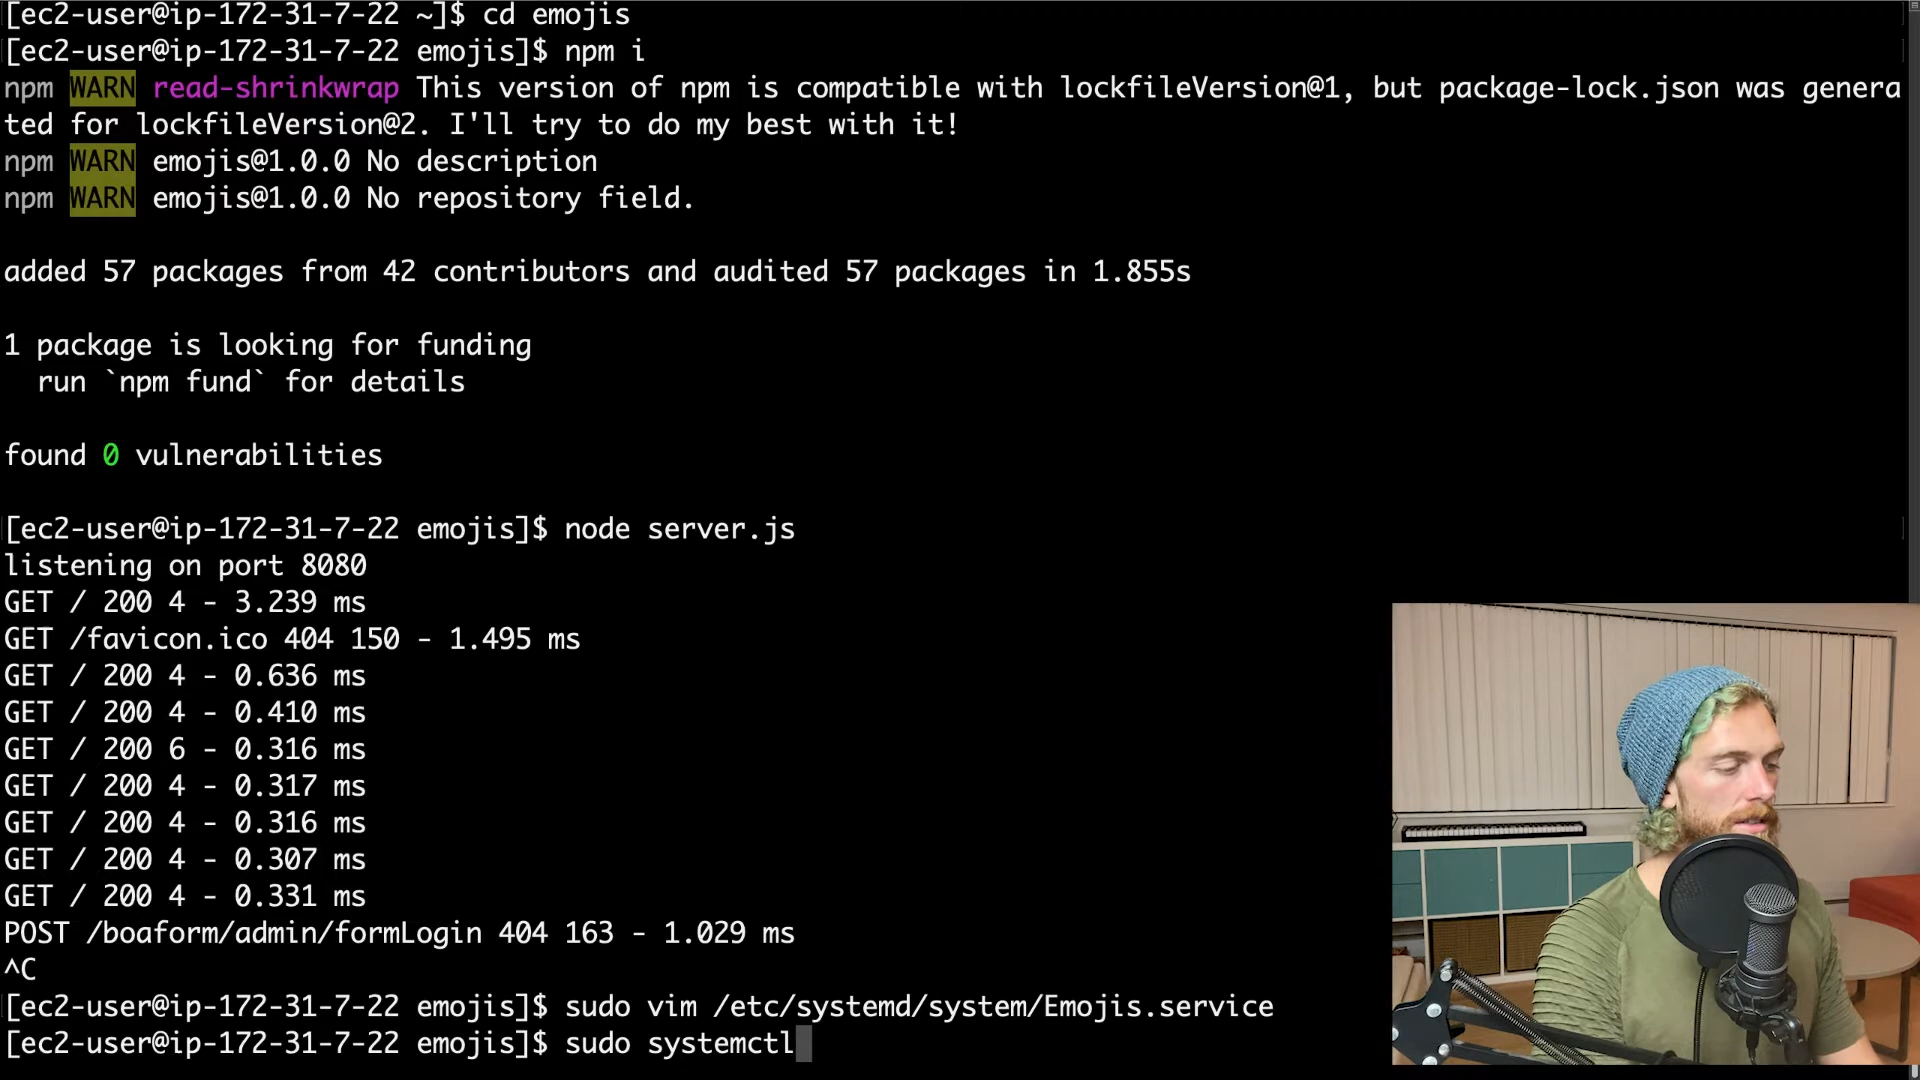 [ec2-user@ip-172-31-7-22 ~]$ cd emojis
[ec2-user@ip-172-31-7-22 emojis]$ npm i
npm WARN read-shrinkwrap This version of npm is compatible with lockfileVersion@1, but package-lock.json was genera
ted for lockfileVersion@2. I'll try to do my best with it!
npm WARN emojis@1.0.0 No description
npm WARN emojis@1.0.0 No repository field.
added 57 packages from 42 contributors and audited 57 packages in 1.855s
1 package is looking for funding
run `npm fund` for details
found 0 vulnerabilities
[ec2-user@ip-172-31-7-22 emojis]$ node server.js
listening on port 8080
GET / 200 4 - 3.239 ms
GET /favicon.ico 404 150 - 1.495 ms
GET / 200 4 - 0.636 ms
GET / 200 4 - 0.410 ms
GET / 200 6 - 0.316 ms
GET / 200 4 - 0.317 ms
GET / 200 4 - 0.316 ms
GET / 200 4 - 0.307 ms
GET / 200 4 - 0.331 ms
POST /boaform/admin/formLogin 404 163 - 1.029 ms
^C
[ec2-user@ip-172-31-7-22 emojis]$ sudo vim /etc/systemd/system/Emojis.service
[ec2-user@ip-172-31-7-22 emojis]$ sudo systemctl